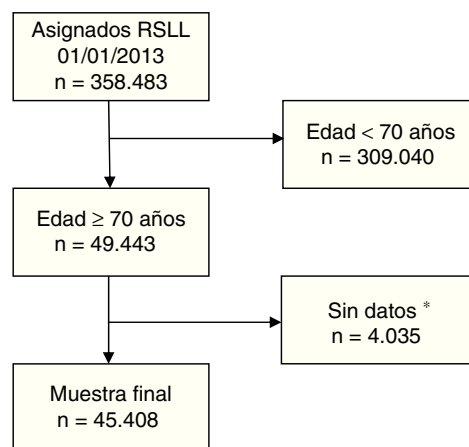 Asignados RSLL
01/01/2013
n = 358.483
Edad < 70 años
n = 309.040
Edad ≥ 70 años
n = 49.443
Sin datos *
n = 4.035
Muestra final
n = 45.408